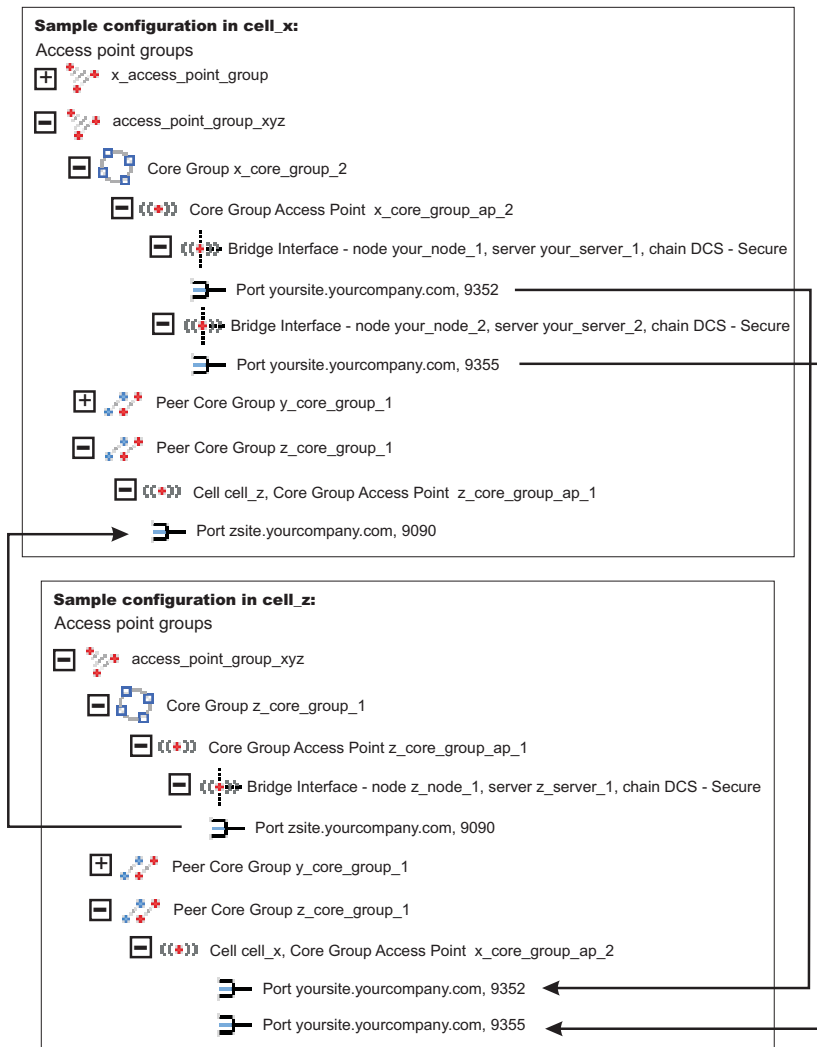 Sample configuration in cell_x:
Access point groups
x_access_point_group
access_point_group_xyz
Core Group x_core_group_2
Core Group Access Point x_core_group_ap_2
Bridge Interface - node your_node_1, server your_server_1, chain DCS - Secure
Port yoursite.yourcompany.com, 9352
Bridge Interface - node your_node_2, server your_server_2, chain DCS - Secure
Port yoursite.yourcompany.com, 9355
Peer Core Group y_core_group_1
Peer Core Group z_core_group_1
Cell cell_z, Core Group Access Point z_core_group_ap_1
Port zsite.yourcompany.com, 9090
Sample configuration in cell_z:
Access point groups
access_point_group_xyz
Core Group z_core_group_1
Core Group Access Point z_core_group_ap_1
Bridge Interface - node z_node_1, server z_server_1, chain DCS - Secure
Port zsite.yourcompany.com, 9090
Peer Core Group y_core_group_1
Peer Core Group z_core_group_1
Cell cell_x, Core Group Access Point x_core_group_ap_2
Port yoursite.yourcompany.com, 9352
Port yoursite.yourcompany.com, 9355